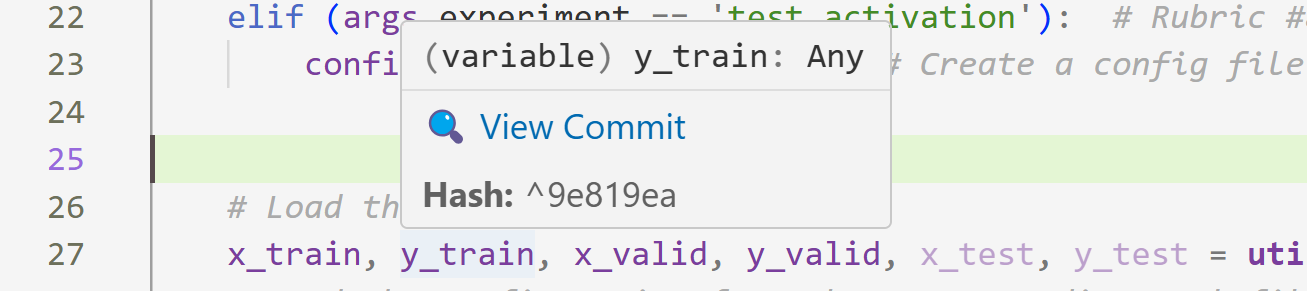 22 elif (args.experiment == 'test_activation'): # Rubric #
23 confi # Create a config file
24
25
26 # Load th
27 x_train, y_train, x_valid, y_valid, x_test, y_test = uti
(variable) y_train: Any
View Commit
Hash: ^9e819ea